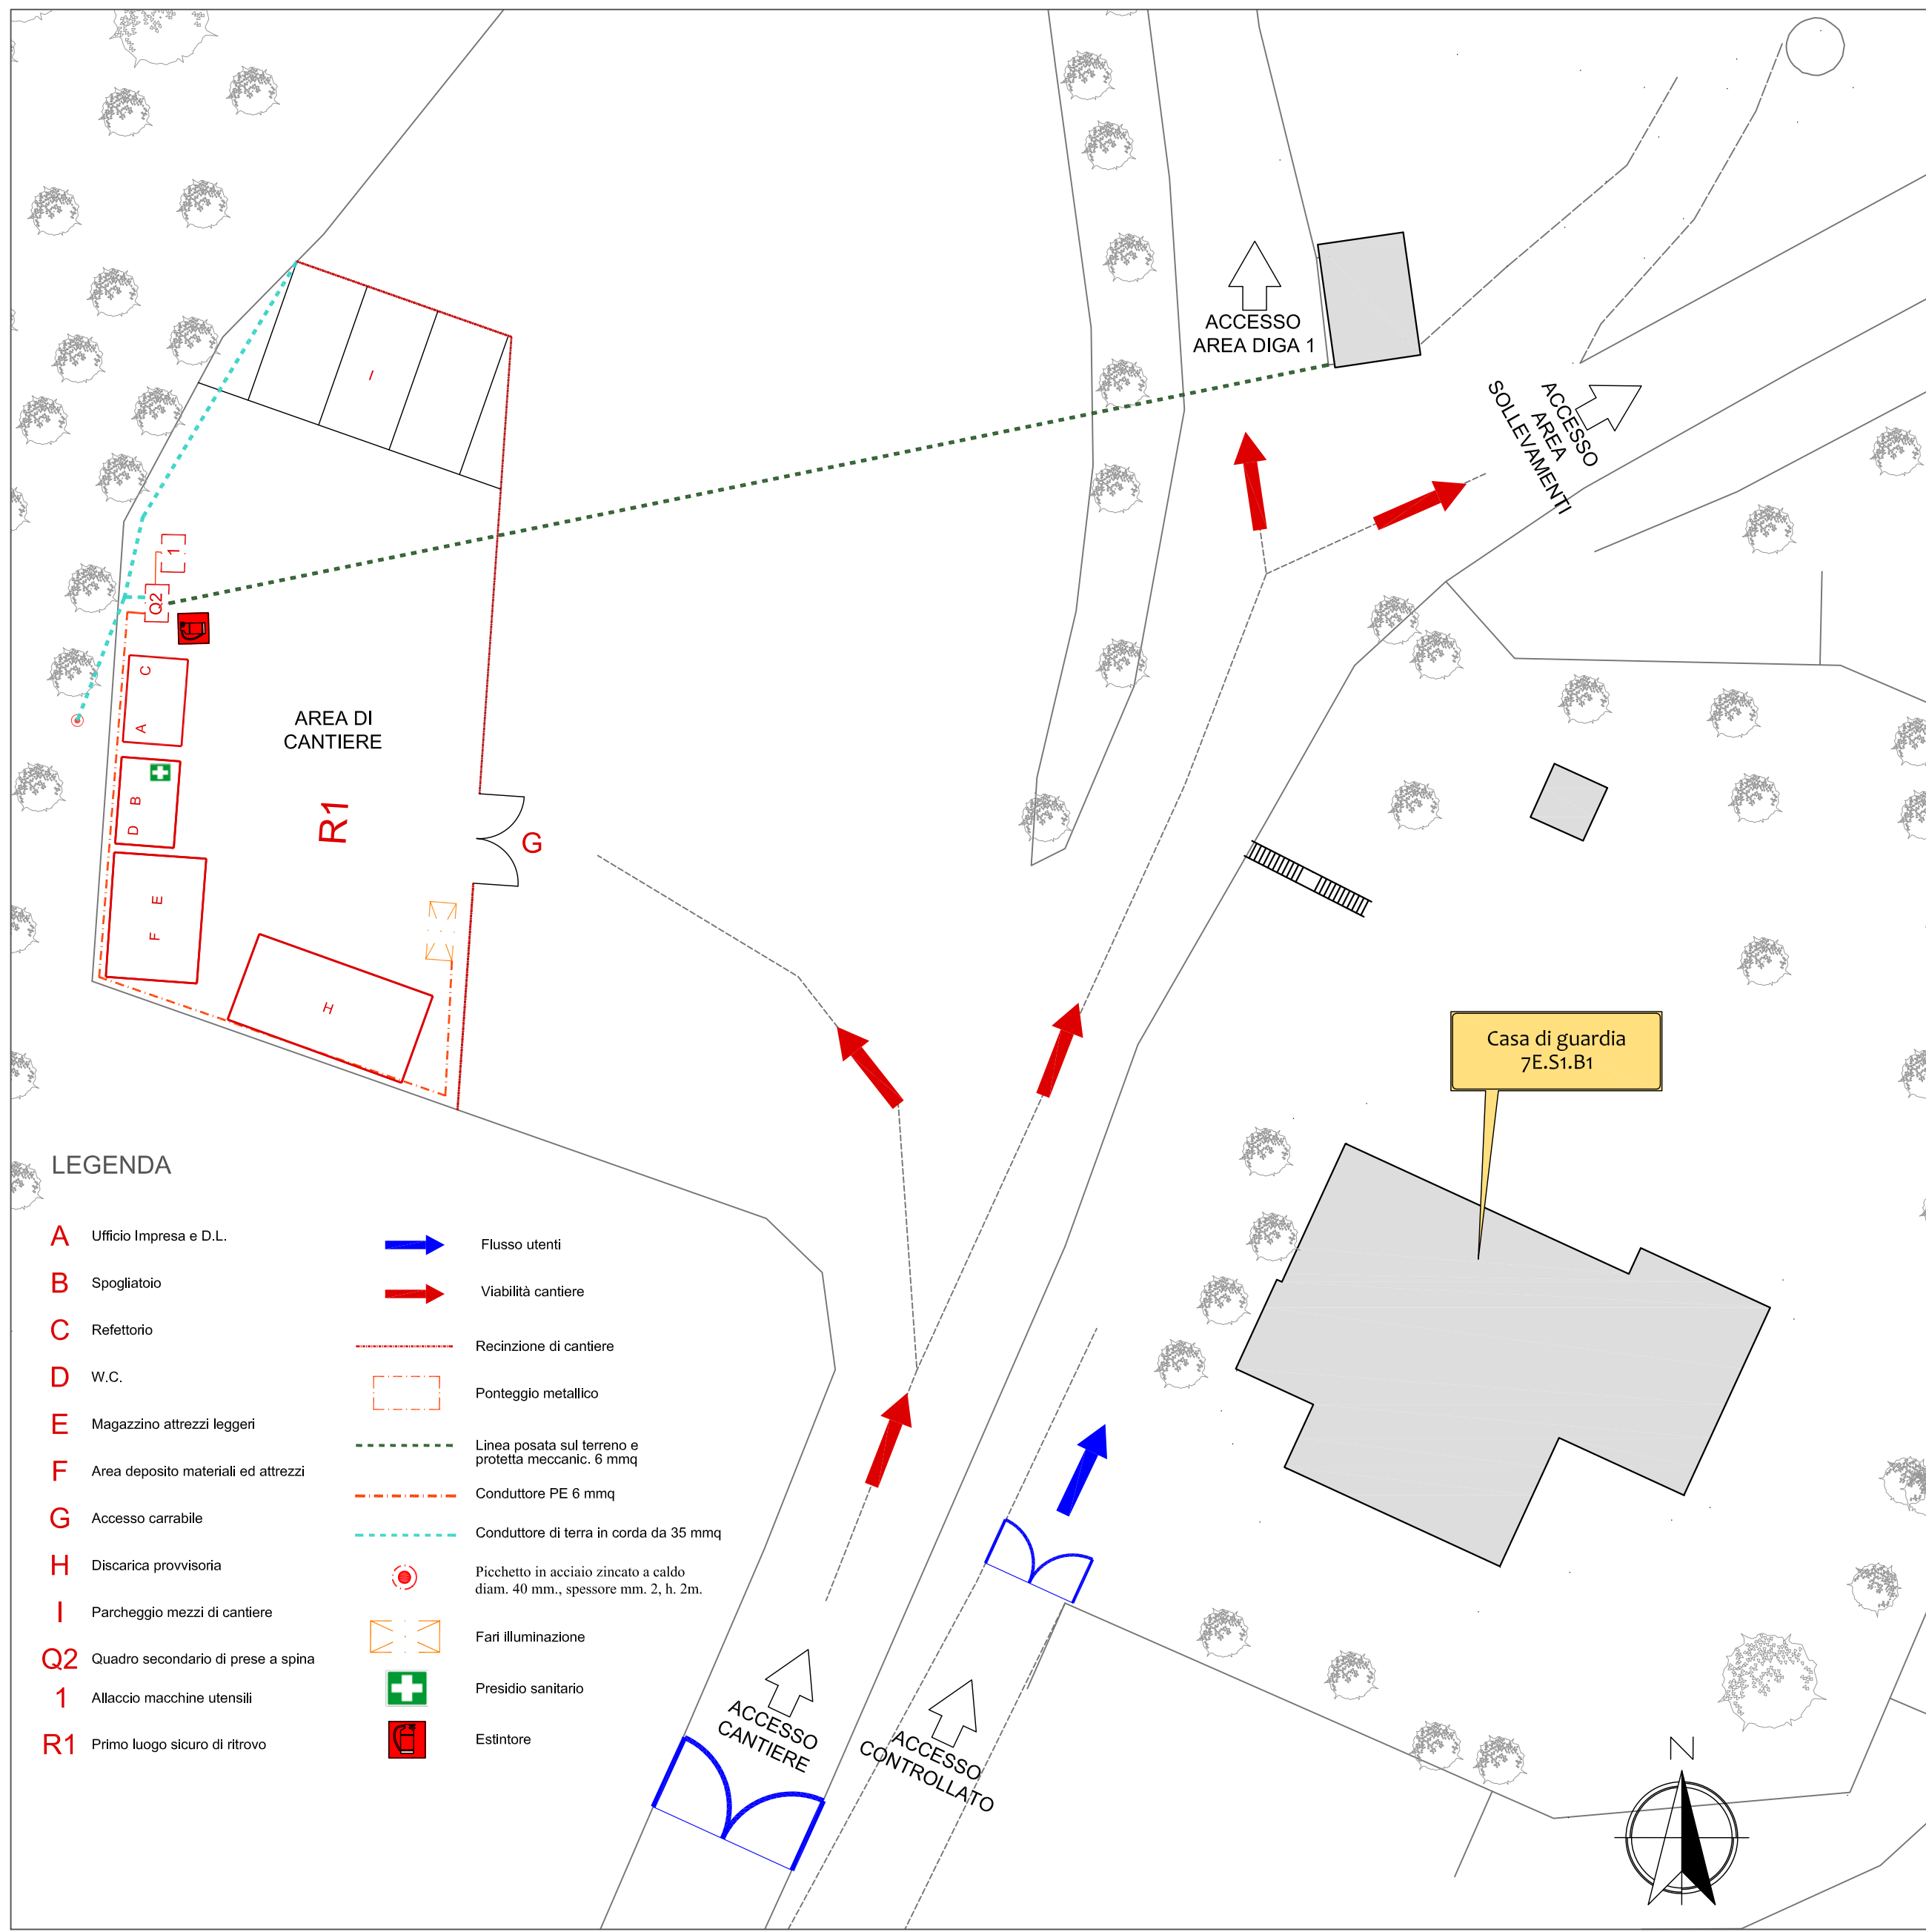 ACCESSO
AREA DIGA 1
ACCESSO
AREA
SOLLEVAMENTI
I
1
Q2
C
A
AREA DI
CANTIERE
B
D
R1
G
E
F
H
Casa di guardia
7E.S1.B1
LEGENDA
A Ufficio Impresa e D.L.
B Spogliatoio
C Refettorio
D W.C.
E Magazzino attrezzi leggeri
F Area deposito materiali ed attrezzi
G Accesso carrabile
H Discarica provvisoria
I Parcheggio mezzi di cantiere
Q2 Quadro secondario di prese a spina
1 Allaccio macchine utensili
R1 Primo luogo sicuro di ritrovo
Flusso utenti
Viabilità cantiere
Recinzione di cantiere
Ponteggio metallico
Linea posata sul terreno e
protetta meccanic. 6 mmq
Conduttore PE 6 mmq
Conduttore di terra in corda da 35 mmq
Picchetto in acciaio zincato a caldo
diam. 40 mm., spessore mm. 2, h. 2m.
Fari illuminazione
Presidio sanitario
Estintore
ACCESSO
CANTIERE
ACCESSO
CONTROLLATO
N